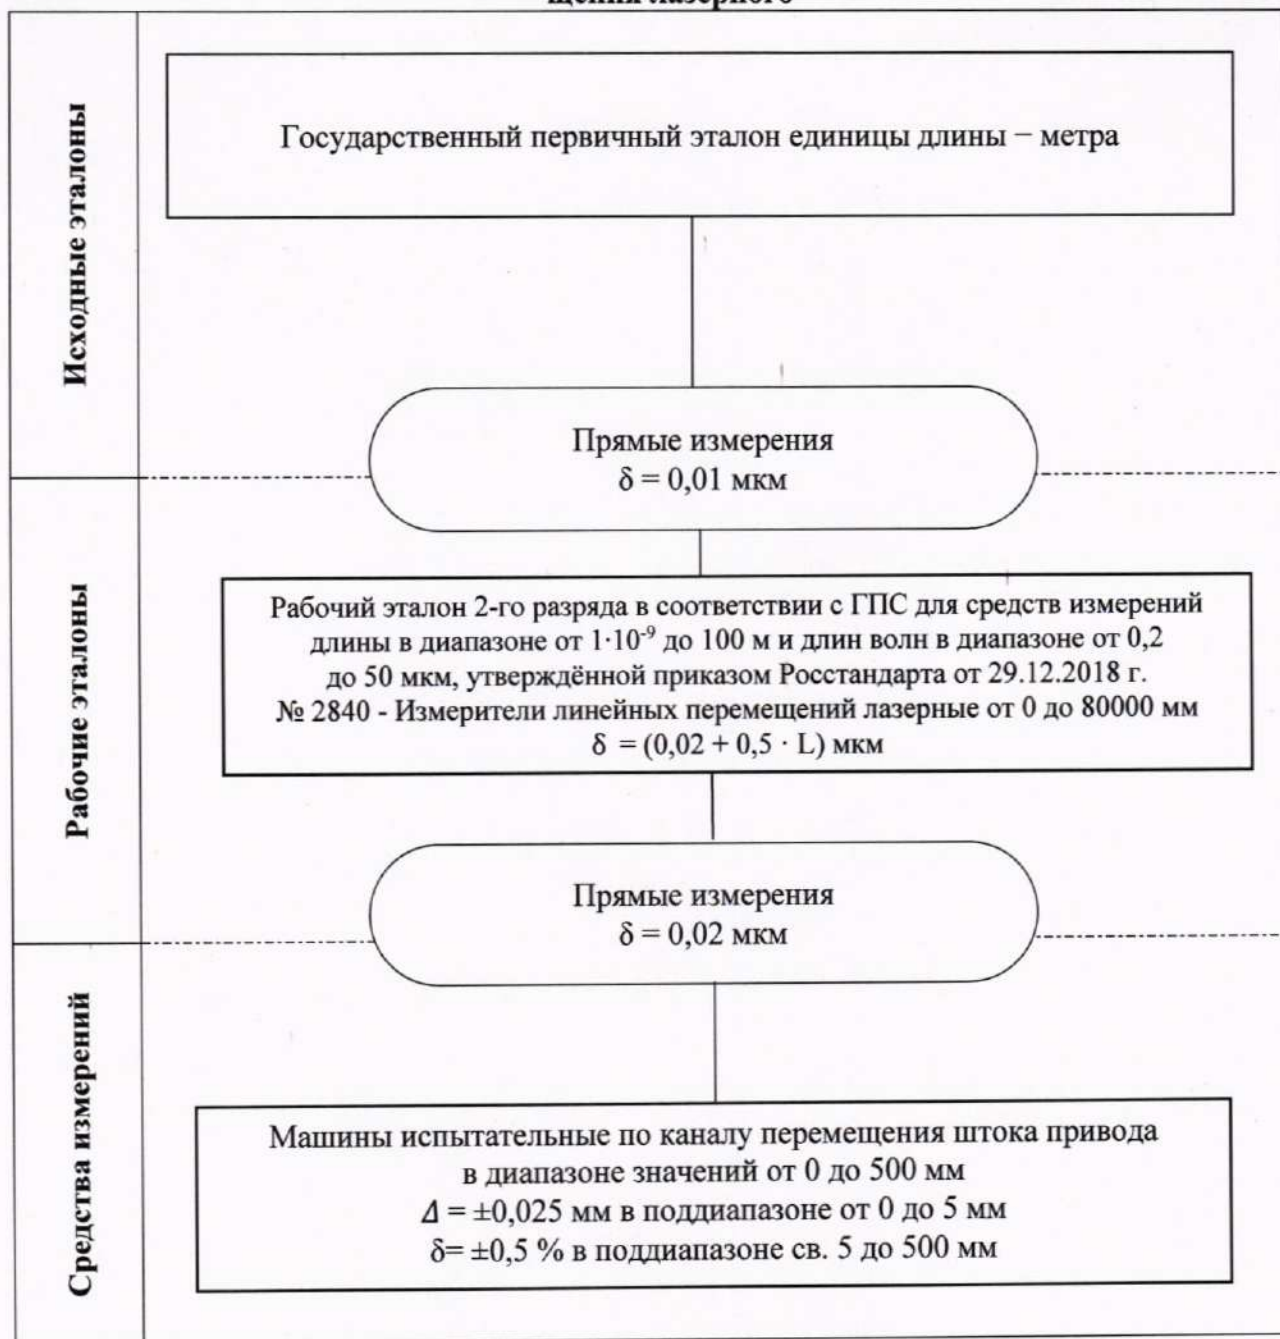 щения лазерного
Исходные эталоны
Государственный первичный эталон единицы длины − метра
Прямые измерения
δ = 0,01 мкм
Рабочие эталоны
Рабочий эталон 2-го разряда в соответствии с ГПС для средств измерений
длины в диапазоне от 1·10⁻⁹ до 100 м и длин волн в диапазоне от 0,2
до 50 мкм, утверждённой приказом Росстандарта от 29.12.2018 г.
№ 2840 - Измерители линейных перемещений лазерные от 0 до 80000 мм
δ = (0,02 + 0,5 · L) мкм
Прямые измерения
δ = 0,02 мкм
Средства измерений
Машины испытательные по каналу перемещения штока привода
в диапазоне значений от 0 до 500 мм
Δ = ±0,025 мм в поддиапазоне от 0 до 5 мм
δ= ±0,5 % в поддиапазоне св. 5 до 500 мм